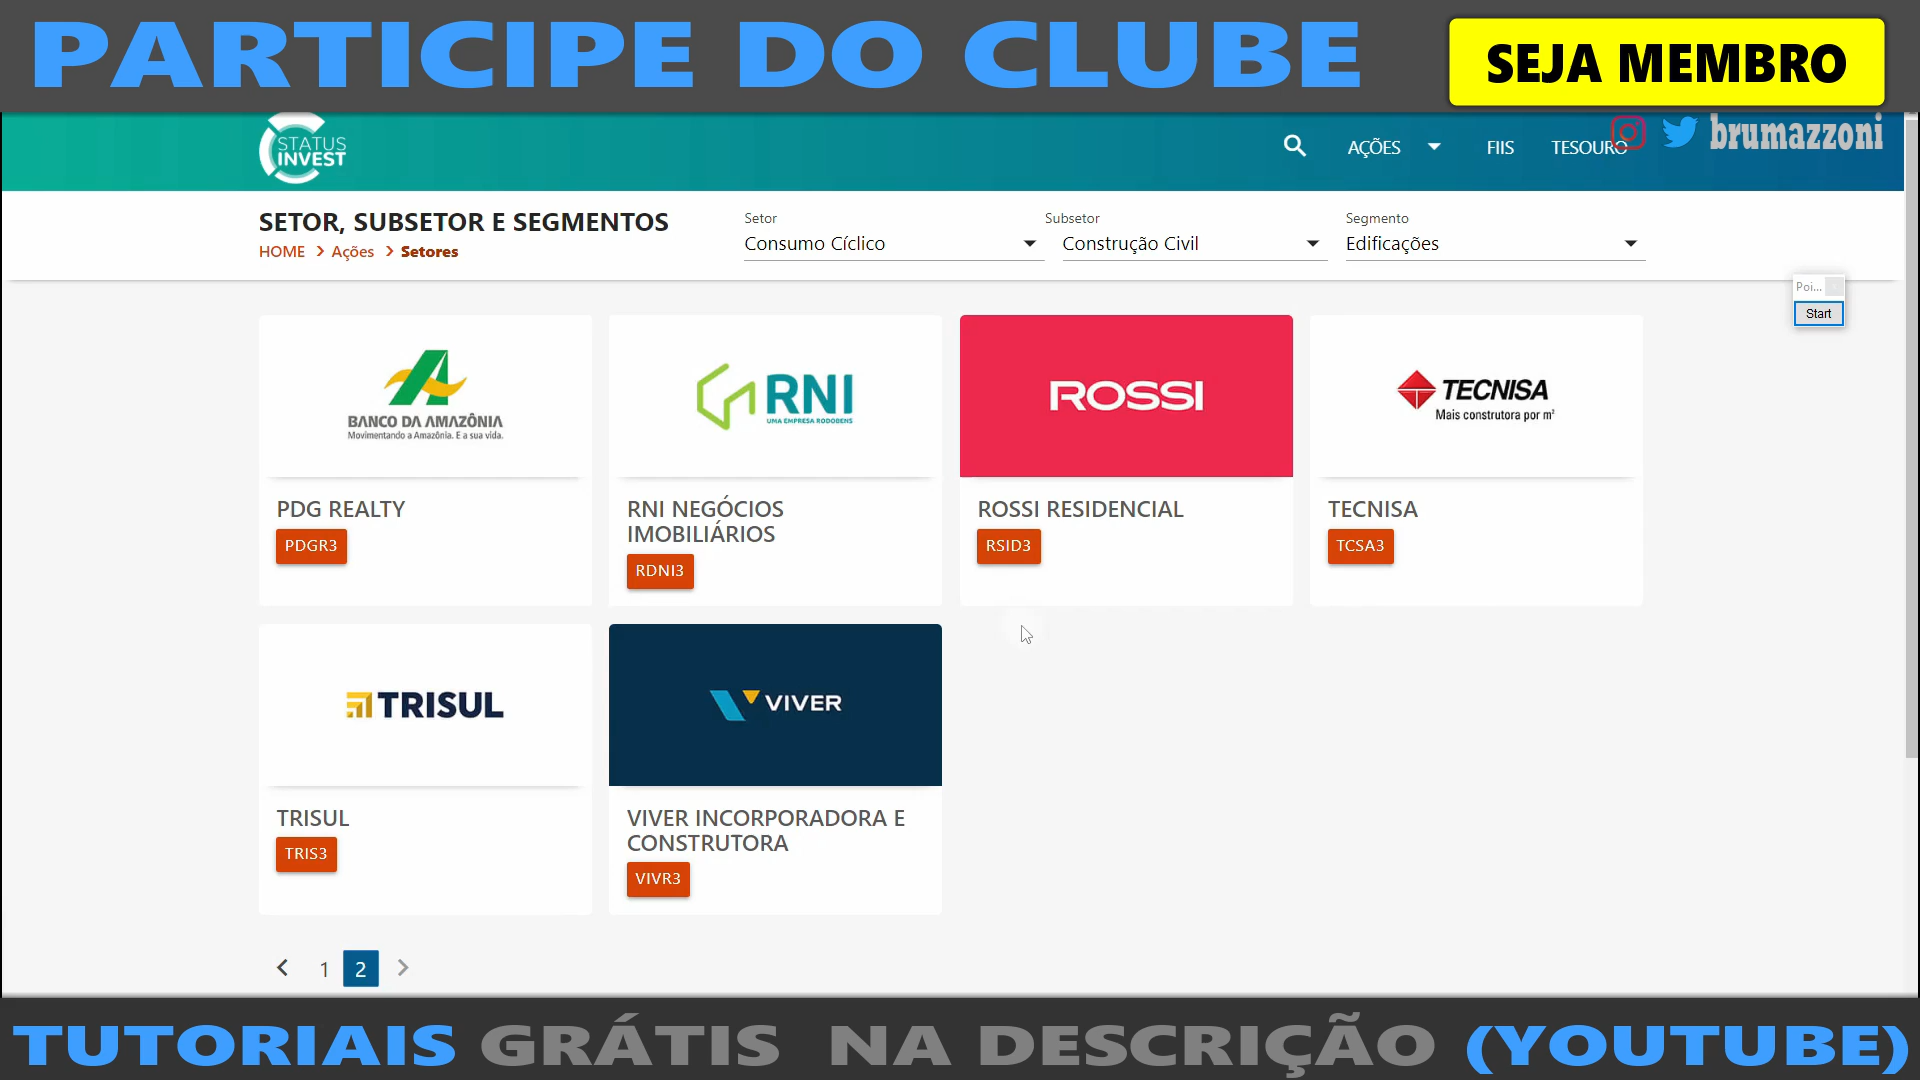 PARTICIPE DO CLUBE
SEJA MEMBRO
STATUS
INVEST
AÇÕES
FIIS
TESOURO
brumazzoni
SETOR, SUBSETOR E SEGMENTOS
HOME > Ações > Setores
Setor
Consumo Cíclico
Subsetor
Construção Civil
Segmento
Edificações
Poi...
Start
BANCO DA AMAZÔNIA
Movimentando a Amazônia. E a sua vida.
RNI
UMA EMPRESA RODOBENS
ROSSI
TECNISA
Mais construtora por m²
PDG REALTY
PDGR3
RNI NEGÓCIOS
IMOBILIÁRIOS
RDNI3
ROSSI RESIDENCIAL
RSID3
TECNISA
TCSA3
TRISUL
VIVER
TRISUL
TRIS3
VIVER INCORPORADORA E
CONSTRUTORA
VIVR3
1 2
TUTORIAIS GRÁTIS NA DESCRIÇÃO (YOUTUBE)